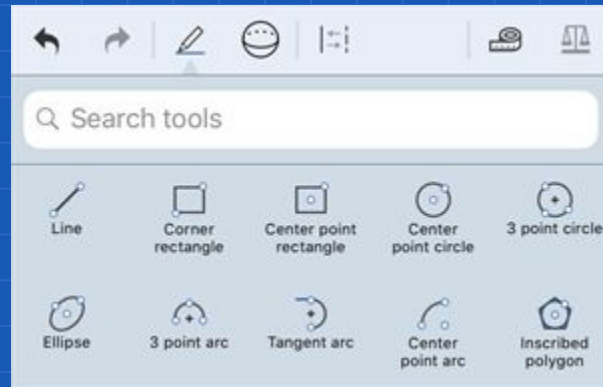 Search tools
Line
Corner
rectangle
Center point
rectangle
Center
point circle
3 point circle
Ellipse
3 point arc
Tangent arc
Center
point arc
Inscribed
polygon